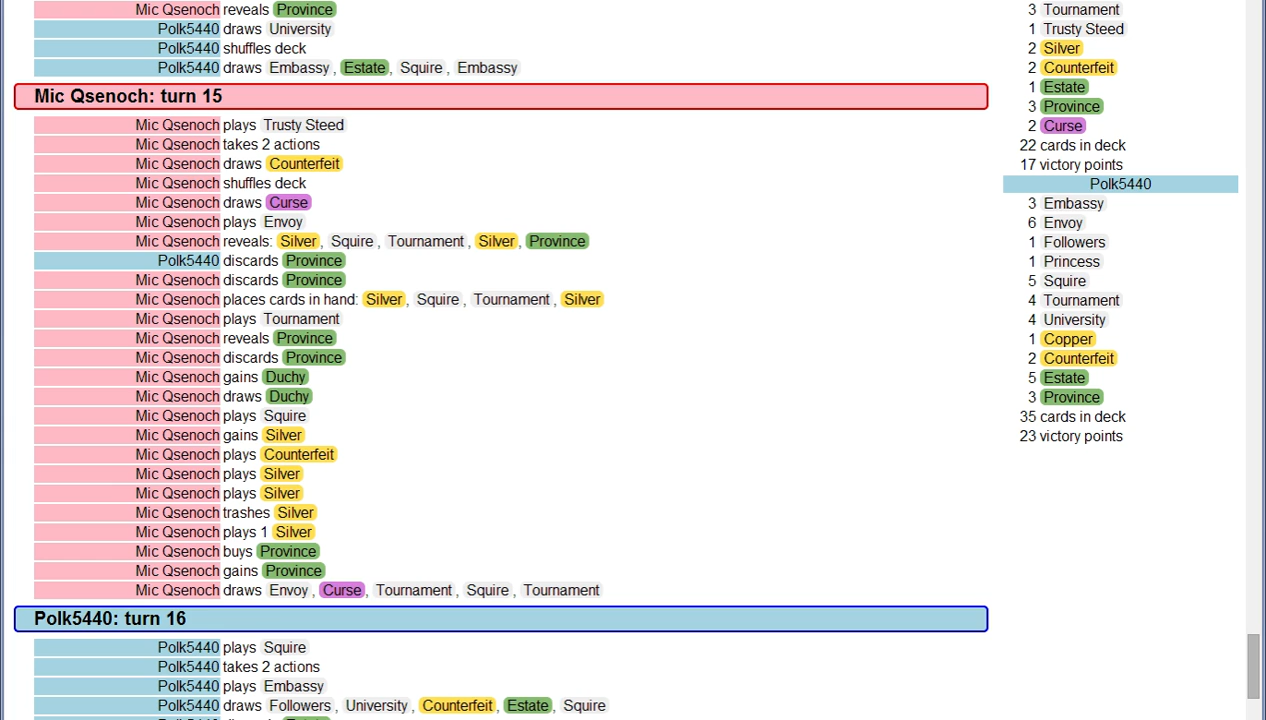 Mic Qsenoch reveals Province
Polk5440 draws University
Polk5440 shuffles deck
Polk5440 draws Embassy, Estate, Squire, Embassy
Mic Qsenoch: turn 15
Mic Qsenoch plays Trusty Steed
Mic Qsenoch takes 2 actions
Mic Qsenoch draws Counterfeit
Mic Qsenoch shuffles deck
Mic Qsenoch draws Curse
Mic Qsenoch plays Envoy
Mic Qsenoch reveals: Silver, Squire, Tournament, Silver, Province
Polk5440 discards Province
Mic Qsenoch discards Province
Mic Qsenoch places cards in hand: Silver, Squire, Tournament, Silver
Mic Qsenoch plays Tournament
Mic Qsenoch reveals Province
Mic Qsenoch discards Province
Mic Qsenoch gains Duchy
Mic Qsenoch draws Duchy
Mic Qsenoch plays Squire
Mic Qsenoch gains Silver
Mic Qsenoch plays Counterfeit
Mic Qsenoch plays Silver
Mic Qsenoch plays Silver
Mic Qsenoch trashes Silver
Mic Qsenoch plays 1 Silver
Mic Qsenoch buys Province
Mic Qsenoch gains Province
Mic Qsenoch draws Envoy, Curse, Tournament, Squire, Tournament
Polk5440: turn 16
Polk5440 plays Squire
Polk5440 takes 2 actions
Polk5440 plays Embassy
Polk5440 draws Followers, University, Counterfeit, Estate, Squire
3 Tournament
1 Trusty Steed
2 Silver
2 Counterfeit
1 Estate
3 Province
2 Curse
22 cards in deck
17 victory points
Polk5440
3 Embassy
6 Envoy
1 Followers
1 Princess
5 Squire
4 Tournament
4 University
1 Copper
2 Counterfeit
5 Estate
3 Province
35 cards in deck
23 victory points